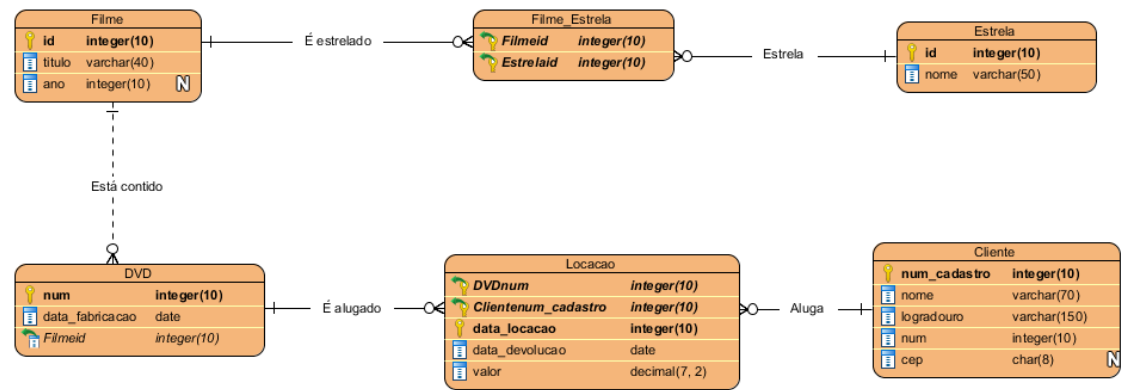 Filme
id integer(10)
titulo varchar(40)
ano integer(10) N
É estrelado
Filme_Estrela
Filmeid integer(10)
Estrelaid integer(10)
Estrela
Estrela
id integer(10)
nome varchar(50)
Está contido
DVD
num integer(10)
data_fabricacao date
Filmeid integer(10)
É alugado
Locacao
DVDnum integer(10)
Clientenum_cadastro integer(10)
data_locacao integer(10)
data_devolucao date
valor decimal(7, 2)
Aluga
Cliente
num_cadastro integer(10)
nome varchar(70)
logradouro varchar(150)
num integer(10)
cep char(8) N